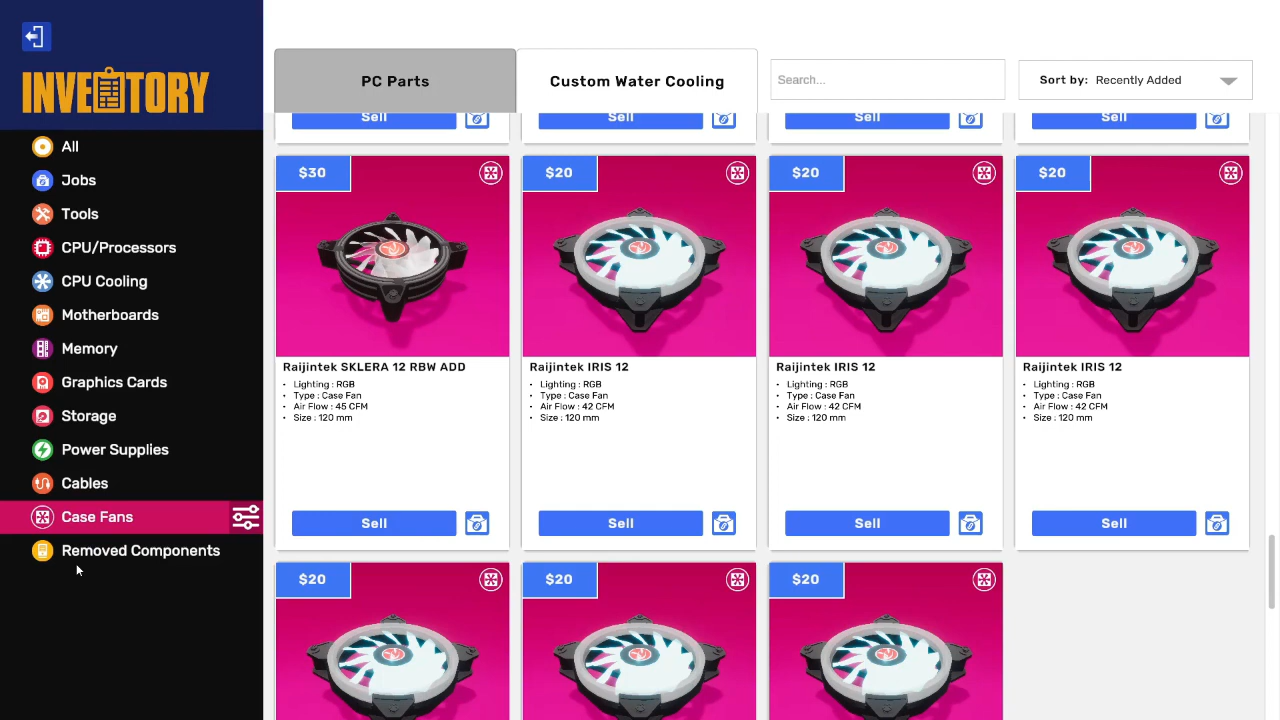 INVENTORY
All
Jobs
Tools
CPU/Processors
CPU Cooling
Motherboards
Memory
Graphics Cards
Storage
Power Supplies
Cables
Case Fans
Removed Components
PC Parts
Custom Water Cooling
Search...
Sort by: Recently Added
Sell Sell Sell Sell
$30
Raijintek SKLERA 12 RBW ADD
• Lighting : RGB
• Type : Case Fan
• Air Flow : 45 CFM
• Size : 120 mm
Sell
$20
Raijintek IRIS 12
• Lighting : RGB
• Type : Case Fan
• Air Flow : 42 CFM
• Size : 120 mm
Sell
$20
Raijintek IRIS 12
• Lighting : RGB
• Type : Case Fan
• Air Flow : 42 CFM
• Size : 120 mm
Sell
$20
Raijintek IRIS 12
• Lighting : RGB
• Type : Case Fan
• Air Flow : 42 CFM
• Size : 120 mm
Sell
$20
$20
$20